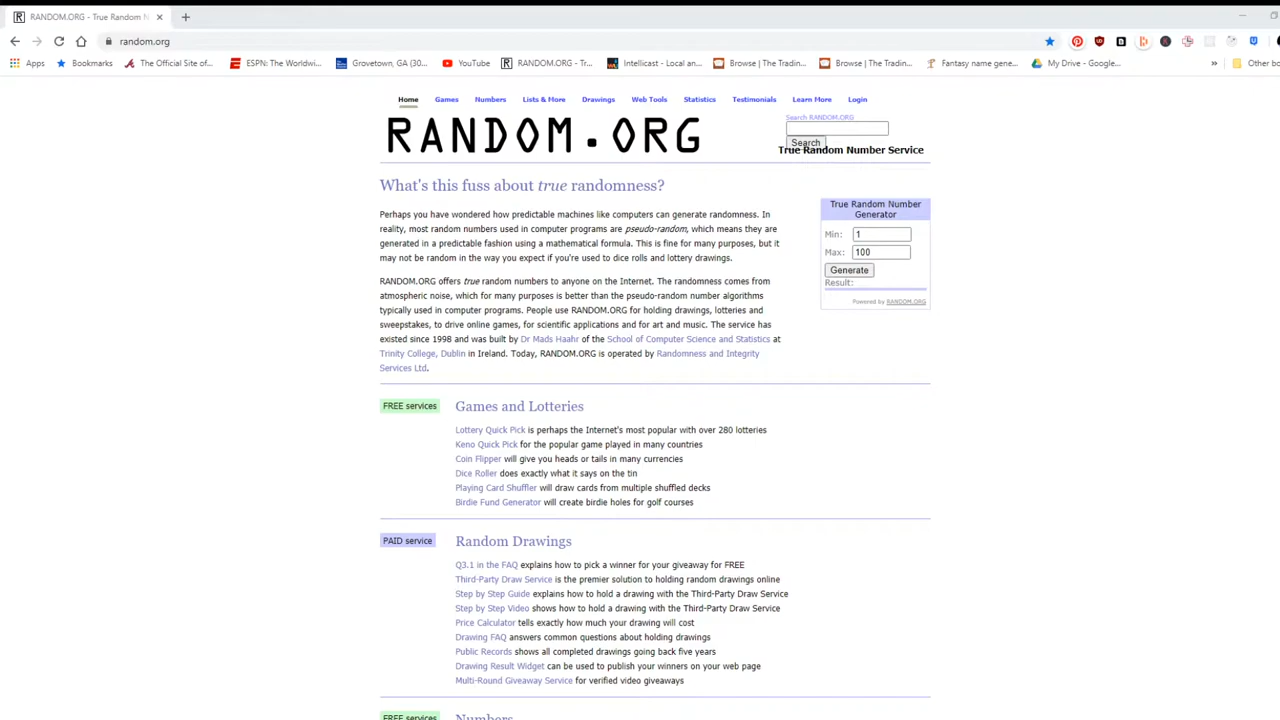 RANDOM.ORG - True Random N
random.org
Apps Bookmarks The Official Site of... ESPN: The Worldwi... Grovetown, GA (30... YouTube RANDOM.ORG - Tr... Intellicast - Local an... Browse | The Tradin... Browse | The Tradin... Fantasy name gene... My Drive - Google... » Other bo
Home Games Numbers Lists & More Drawings Web Tools Statistics Testimonials Learn More Login
Search RANDOM.ORG
RANDOM.ORG
Search
True Random Number Service
What's this fuss about true randomness?
Perhaps you have wondered how predictable machines like computers can generate randomness. In
reality, most random numbers used in computer programs are pseudo-random, which means they are
generated in a predictable fashion using a mathematical formula. This is fine for many purposes, but it
may not be random in the way you expect if you're used to dice rolls and lottery drawings.
RANDOM.ORG offers true random numbers to anyone on the Internet. The randomness comes from
atmospheric noise, which for many purposes is better than the pseudo-random number algorithms
typically used in computer programs. People use RANDOM.ORG for holding drawings, lotteries and
sweepstakes, to drive online games, for scientific applications and for art and music. The service has
existed since 1998 and was built by Dr Mads Haahr of the School of Computer Science and Statistics at
Trinity College, Dublin in Ireland. Today, RANDOM.ORG is operated by Randomness and Integrity
Services Ltd.
True Random Number
Generator
Min: 1
Max: 100
Generate
Result:
Powered by RANDOM.ORG
FREE services
Games and Lotteries
Lottery Quick Pick is perhaps the Internet's most popular with over 280 lotteries
Keno Quick Pick for the popular game played in many countries
Coin Flipper will give you heads or tails in many currencies
Dice Roller does exactly what it says on the tin
Playing Card Shuffler will draw cards from multiple shuffled decks
Birdie Fund Generator will create birdie holes for golf courses
PAID service
Random Drawings
Q3.1 in the FAQ explains how to pick a winner for your giveaway for FREE
Third-Party Draw Service is the premier solution to holding random drawings online
Step by Step Guide explains how to hold a drawing with the Third-Party Draw Service
Step by Step Video shows how to hold a drawing with the Third-Party Draw Service
Price Calculator tells exactly how much your drawing will cost
Drawing FAQ answers common questions about holding drawings
Public Records shows all completed drawings going back five years
Drawing Result Widget can be used to publish your winners on your web page
Multi-Round Giveaway Service for verified video giveaways
FREE services
Numbers